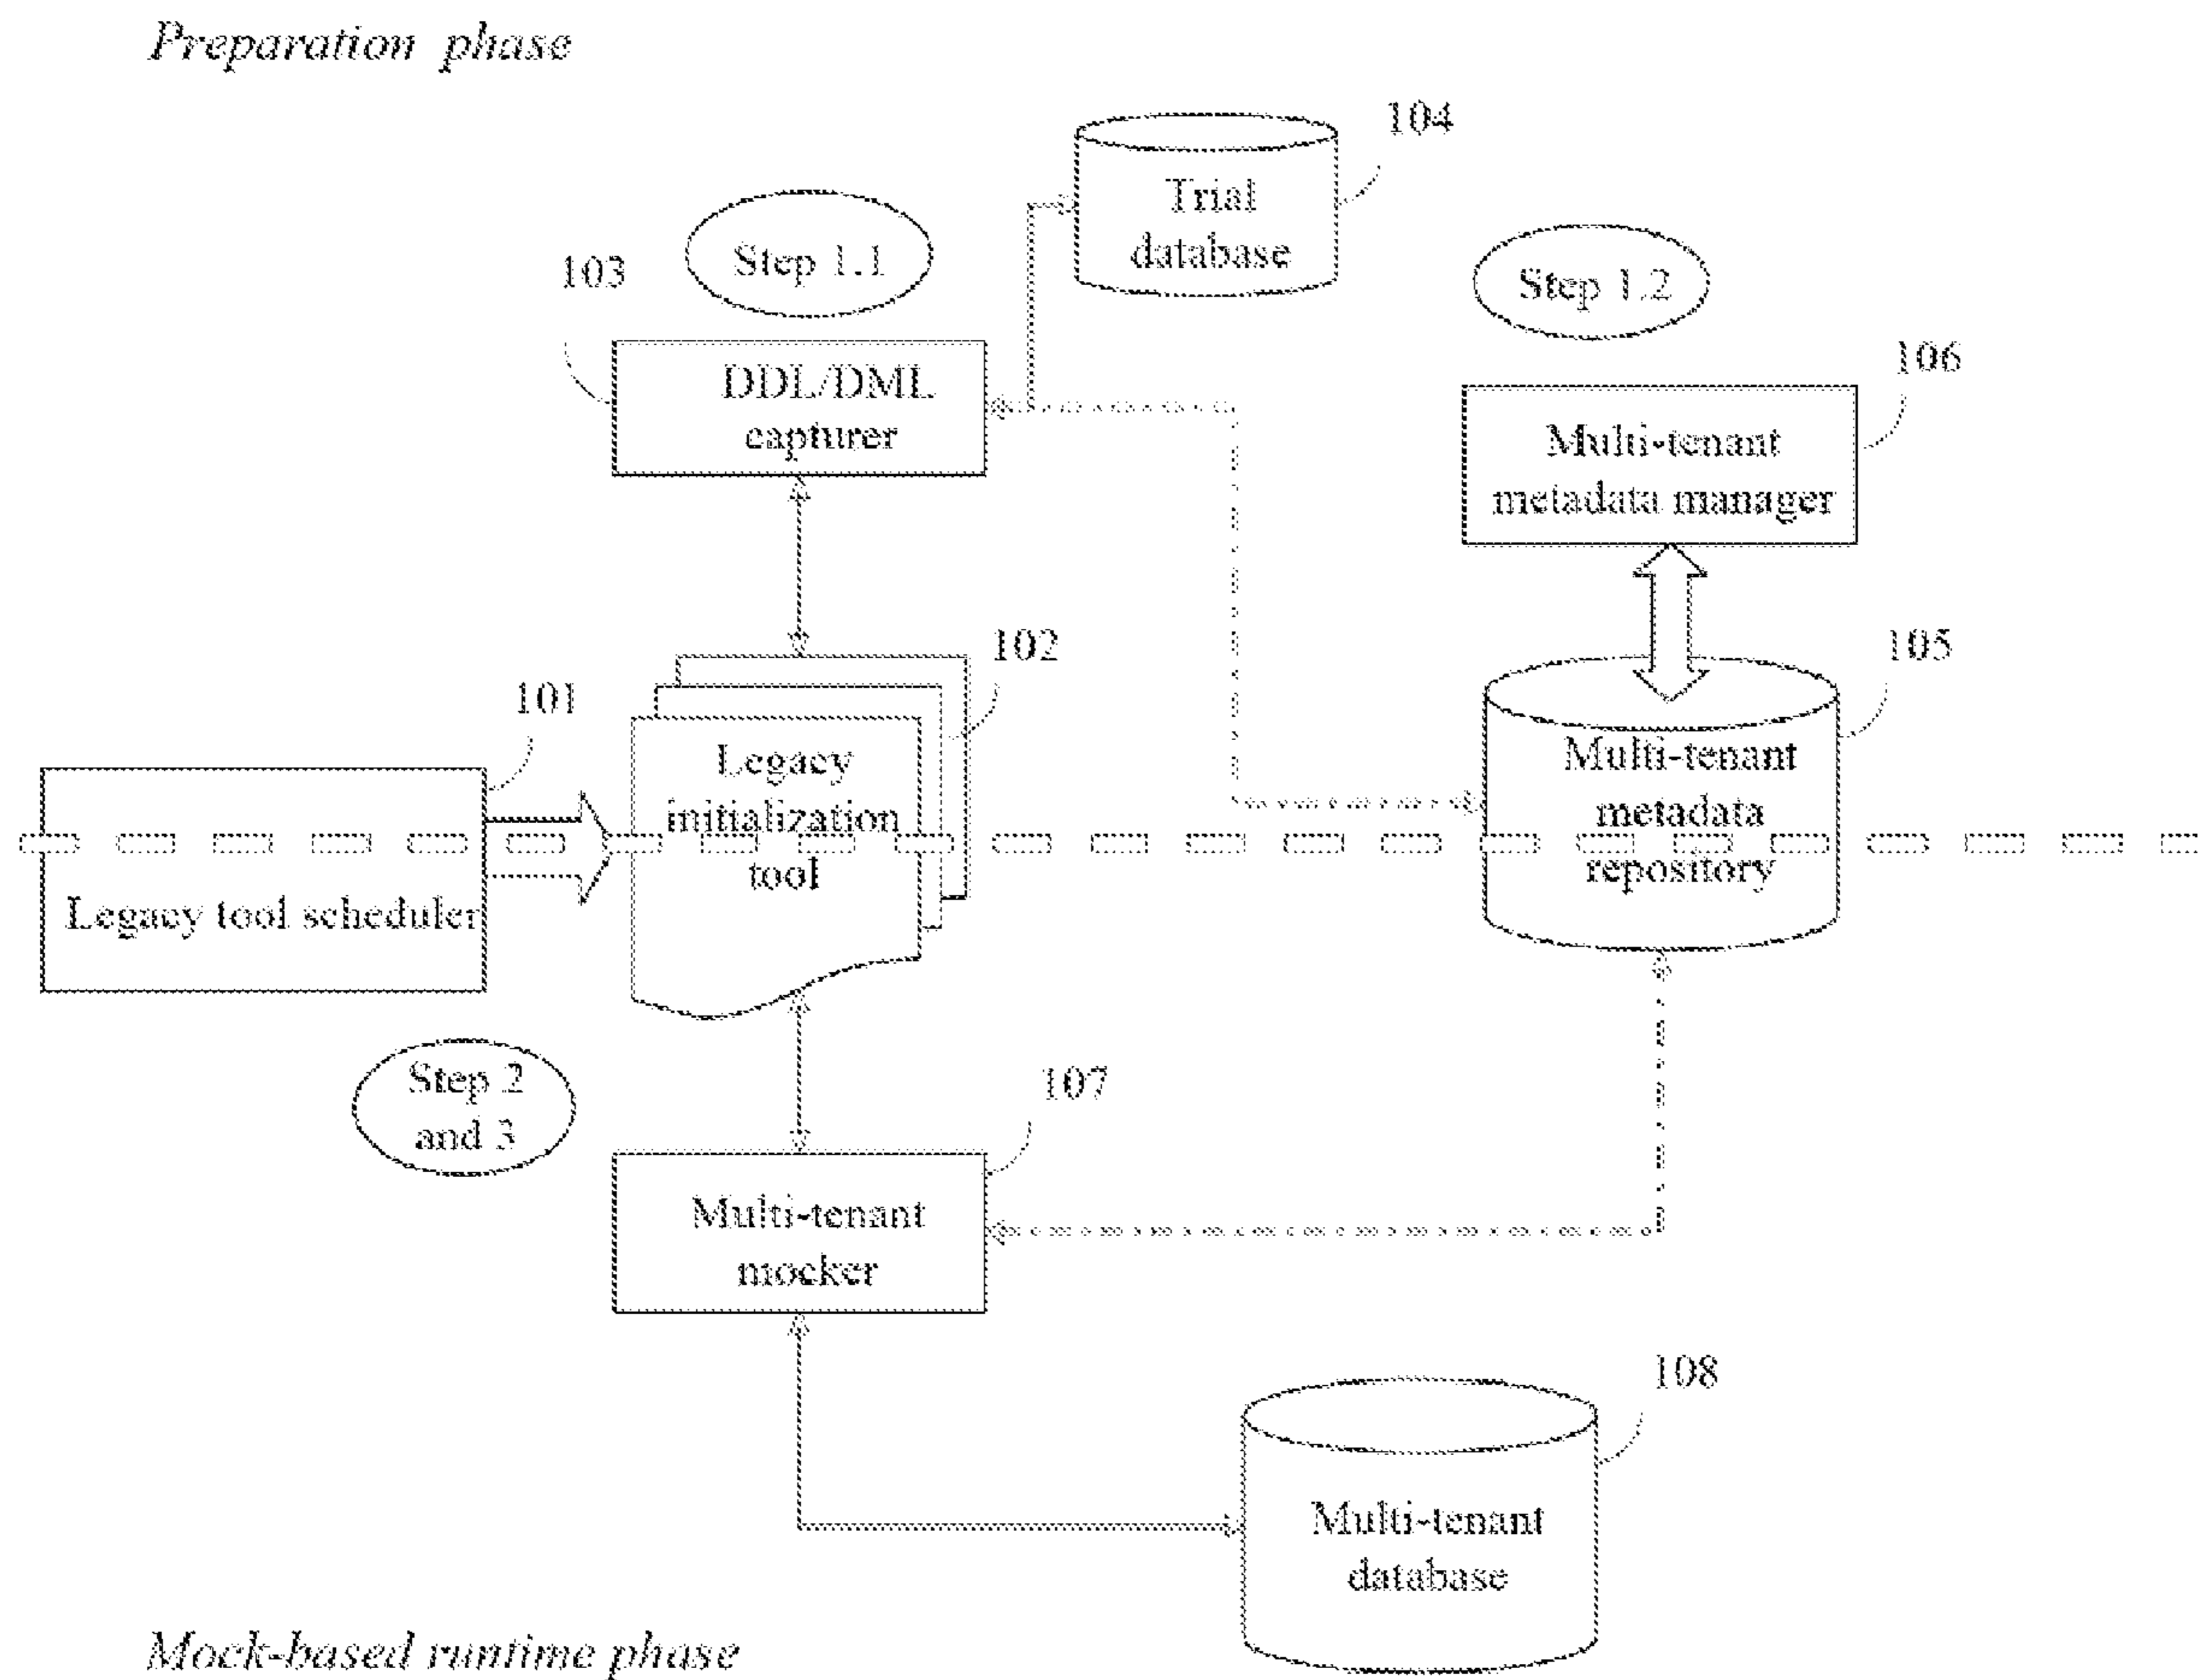 Preparation phase
104
Trial
database
Step 1.1
103
Step 1.2
DDL/DML
capturer
106
Multi-tenant
metadata manager
102
105
101
Legacy
initialization
tool
Multi-tenant
metadata
repository
Legacy tool scheduler
Step 2
and 3
107
Multi-tenant
mocker
108
Multi-tenant
database
Mock-based runtime phase